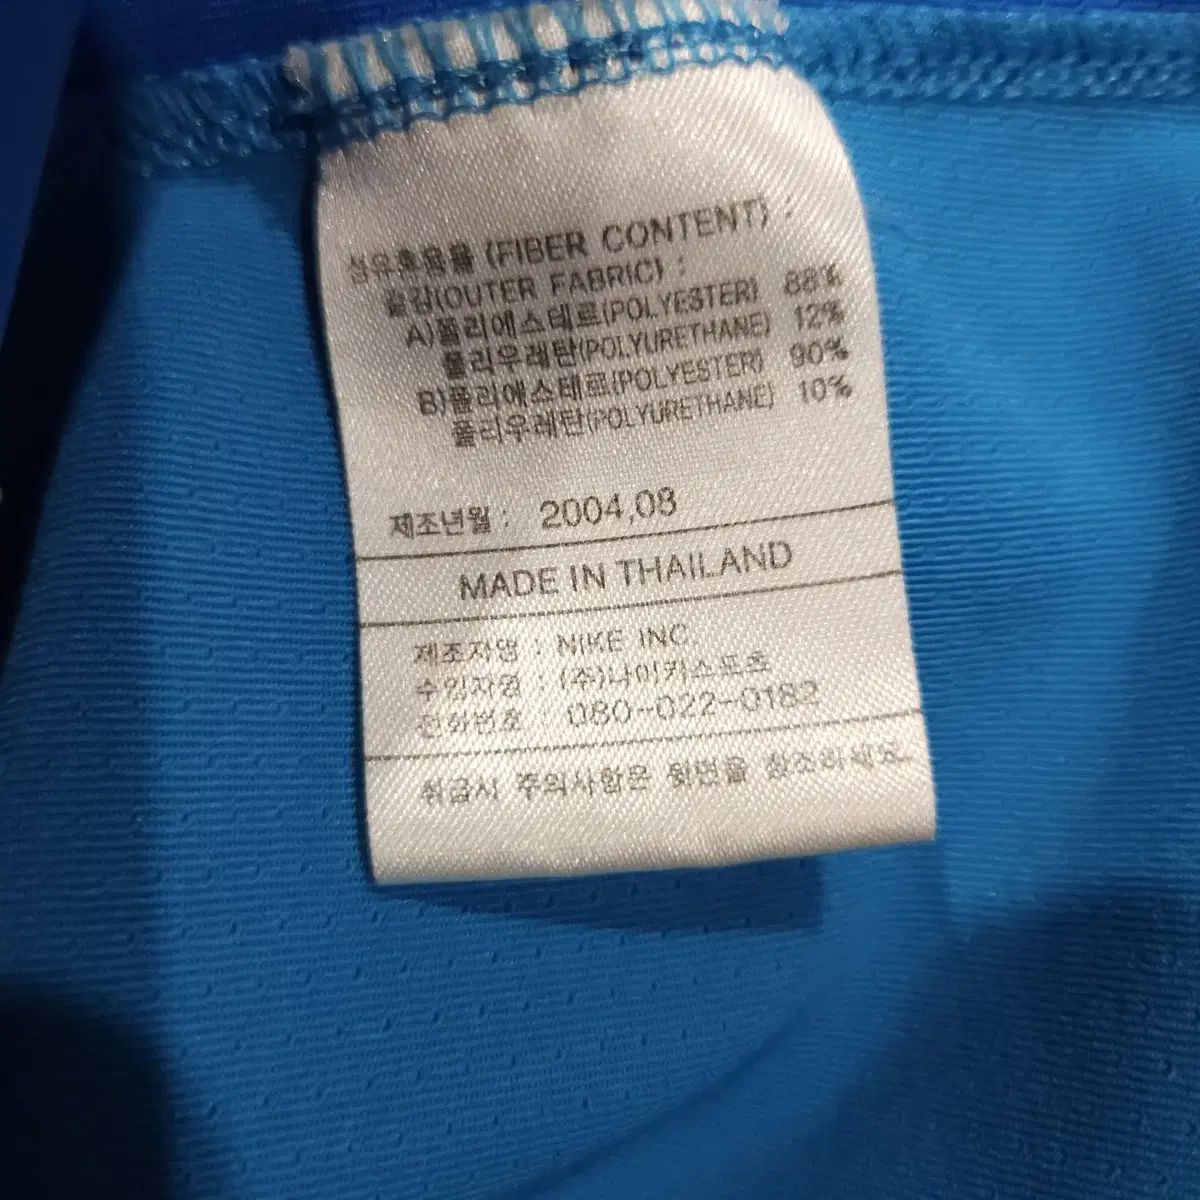 섬유혼용율 (FIBER CONTENT) :
겉감(OUTER FABRIC) :
A)폴리에스테르(POLYESTER) 88%
폴리우레탄(POLYURETHANE) 12%
B)폴리에스테르(POLYESTER) 90%
폴리우레탄(POLYURETHANE) 10%
제조년월 : 2004,08
MADE IN THAILAND
제조자명 : NIKE INC.
수입자명 : (주)나이키스포츠
전화번호 : 080-022-0182
취급시 주의사항은 뒷면을 참조하세요.